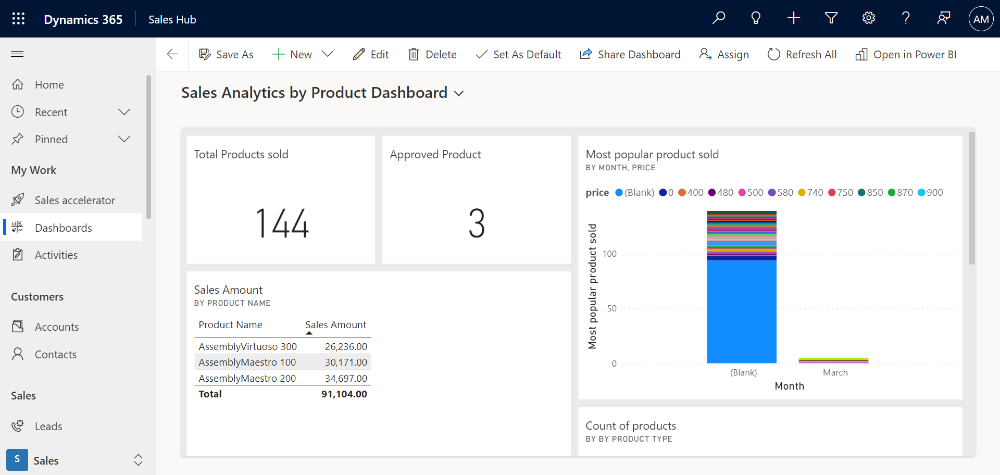 Dynamics 365 Sales Hub AM
Save As New Edit Delete Set As Default Share Dashboard Assign Refresh All Open in Power BI
Home
Recent
Pinned
My Work
Sales accelerator
Dashboards
Activities
Customers
Accounts
Contacts
Sales
Leads
S Sales
Sales Analytics by Product Dashboard
Total Products sold
144
Approved Product
3
Sales Amount
BY PRODUCT NAME
Product Name Sales Amount
AssemblyVirtuoso 300 26,236.00
AssemblyMaestro 100 30,171.00
AssemblyMaestro 200 34,697.00
Total 91,104.00
Most popular product sold
BY MONTH, PRICE
price (Blank) 0 400 480 500 580 740 750 850 870 900
Most popular product sold
100
50
0
(Blank) March
Month
Count of products
BY BY PRODUCT TYPE